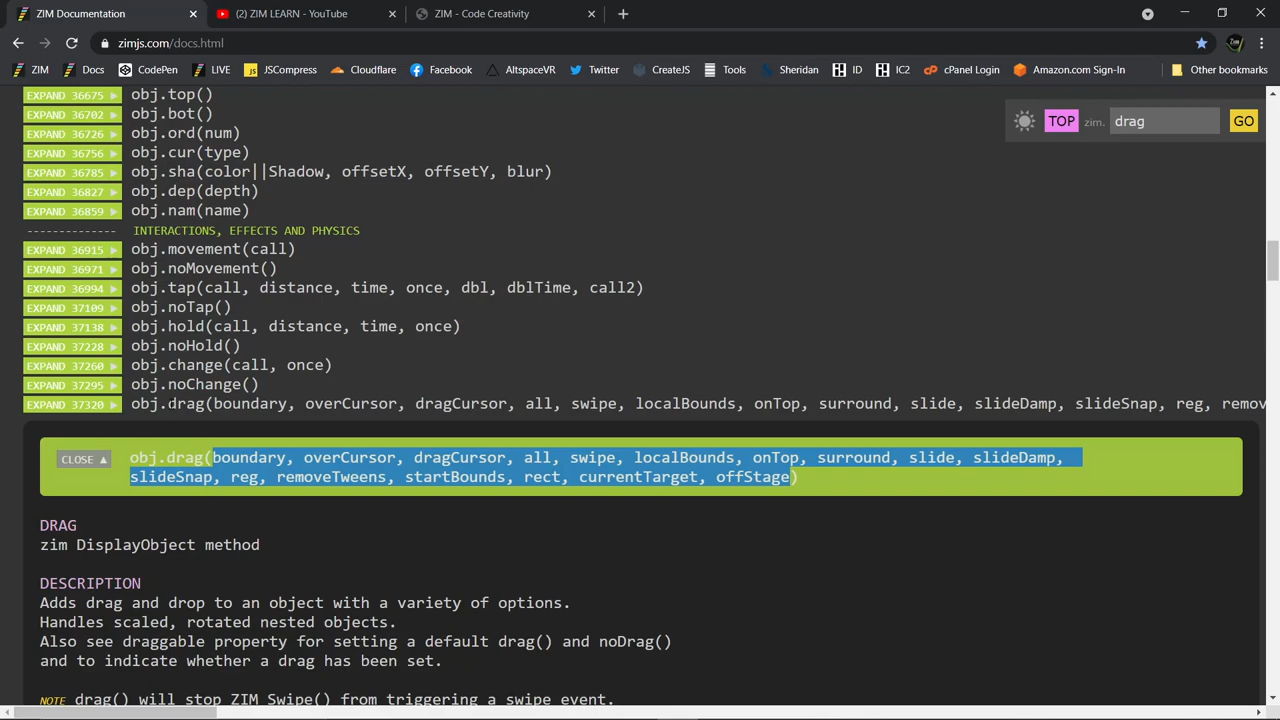 ZIM Documentation
(2) ZIM LEARN - YouTube
ZIM - Code Creativity
zimjs.com/docs.html
ZIM Docs CodePen LIVE JSCompress Cloudflare Facebook AltspaceVR Twitter CreateJS Tools Sheridan ID IC2 cPanel Login Amazon.com Sign-In Other bookmarks
TOP zim. drag GO
EXPAND 36675 ▶ obj.top()
EXPAND 36702 ▶ obj.bot()
EXPAND 36726 ▶ obj.ord(num)
EXPAND 36756 ▶ obj.cur(type)
EXPAND 36785 ▶ obj.sha(color||Shadow, offsetX, offsetY, blur)
EXPAND 36827 ▶ obj.dep(depth)
EXPAND 36859 ▶ obj.nam(name)
-------------- INTERACTIONS, EFFECTS AND PHYSICS
EXPAND 36915 ▶ obj.movement(call)
EXPAND 36971 ▶ obj.noMovement()
EXPAND 36994 ▶ obj.tap(call, distance, time, once, dbl, dblTime, call2)
EXPAND 37109 ▶ obj.noTap()
EXPAND 37138 ▶ obj.hold(call, distance, time, once)
EXPAND 37228 ▶ obj.noHold()
EXPAND 37260 ▶ obj.change(call, once)
EXPAND 37295 ▶ obj.noChange()
EXPAND 37320 ▶ obj.drag(boundary, overCursor, dragCursor, all, swipe, localBounds, onTop, surround, slide, slideDamp, slideSnap, reg, remov
CLOSE ▲ obj.drag(boundary, overCursor, dragCursor, all, swipe, localBounds, onTop, surround, slide, slideDamp,
slideSnap, reg, removeTweens, startBounds, rect, currentTarget, offStage)
DRAG
zim DisplayObject method
DESCRIPTION
Adds drag and drop to an object with a variety of options.
Handles scaled, rotated nested objects.
Also see draggable property for setting a default drag() and noDrag()
and to indicate whether a drag has been set.
NOTE drag() will stop ZIM Swipe() from triggering a swipe event.